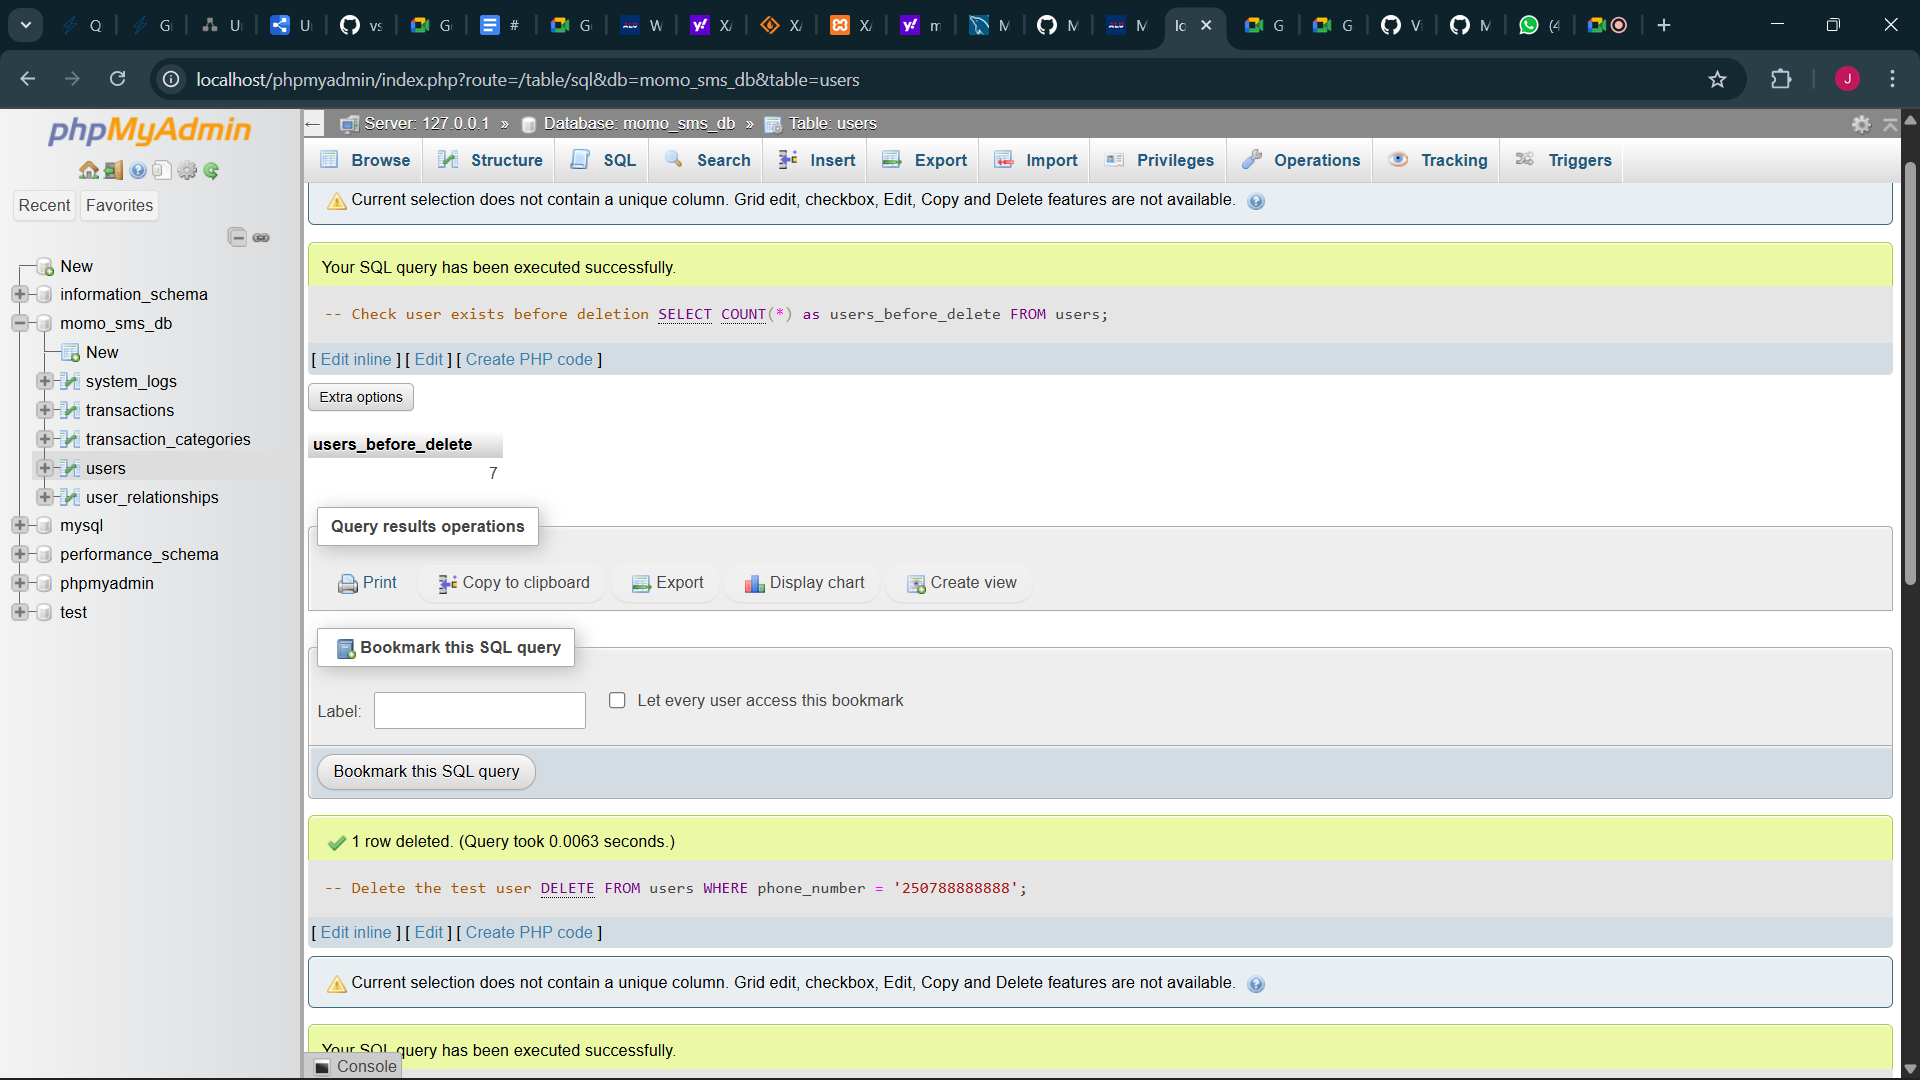 Q
G
U
U
vs
G
#
G
W
X
X
X
m
M
M
M
lo
G
G
V
M
(4
localhost/phpmyadmin/index.php?route=/table/sql&db=momo_sms_db&table=users
J
phpMyAdmin
Recent
Favorites
New
information_schema
momo_sms_db
New
system_logs
transactions
transaction_categories
users
user_relationships
mysql
performance_schema
phpmyadmin
test
Server: 127.0.0.1 » Database: momo_sms_db » Table: users
Browse Structure SQL Search Insert Export Import Privileges Operations Tracking Triggers
Current selection does not contain a unique column. Grid edit, checkbox, Edit, Copy and Delete features are not available.
Your SQL query has been executed successfully.
-- Check user exists before deletion SELECT COUNT(*) as users_before_delete FROM users;
[ Edit inline ] [ Edit ] [ Create PHP code ]
Extra options
users_before_delete
7
Query results operations
Print Copy to clipboard Export Display chart Create view
Bookmark this SQL query
Label:
Let every user access this bookmark
Bookmark this SQL query
1 row deleted. (Query took 0.0063 seconds.)
-- Delete the test user DELETE FROM users WHERE phone_number = '250788888888';
[ Edit inline ] [ Edit ] [ Create PHP code ]
Current selection does not contain a unique column. Grid edit, checkbox, Edit, Copy and Delete features are not available.
Your SQL query has been executed successfully.
Console